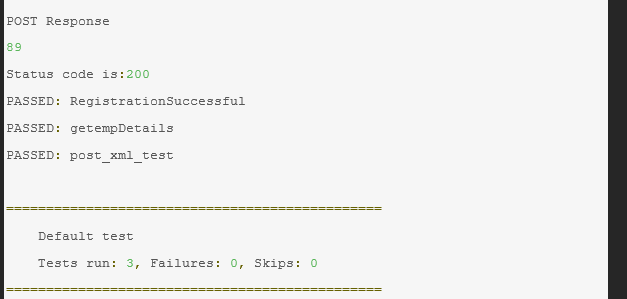 POST Response
89
Status code is:200
PASSED: RegistrationSuccessful
PASSED: getempDetails
PASSED: post_xml_test
===============================================
Default test
Tests run: 3, Failures: 0, Skips: 0
===============================================